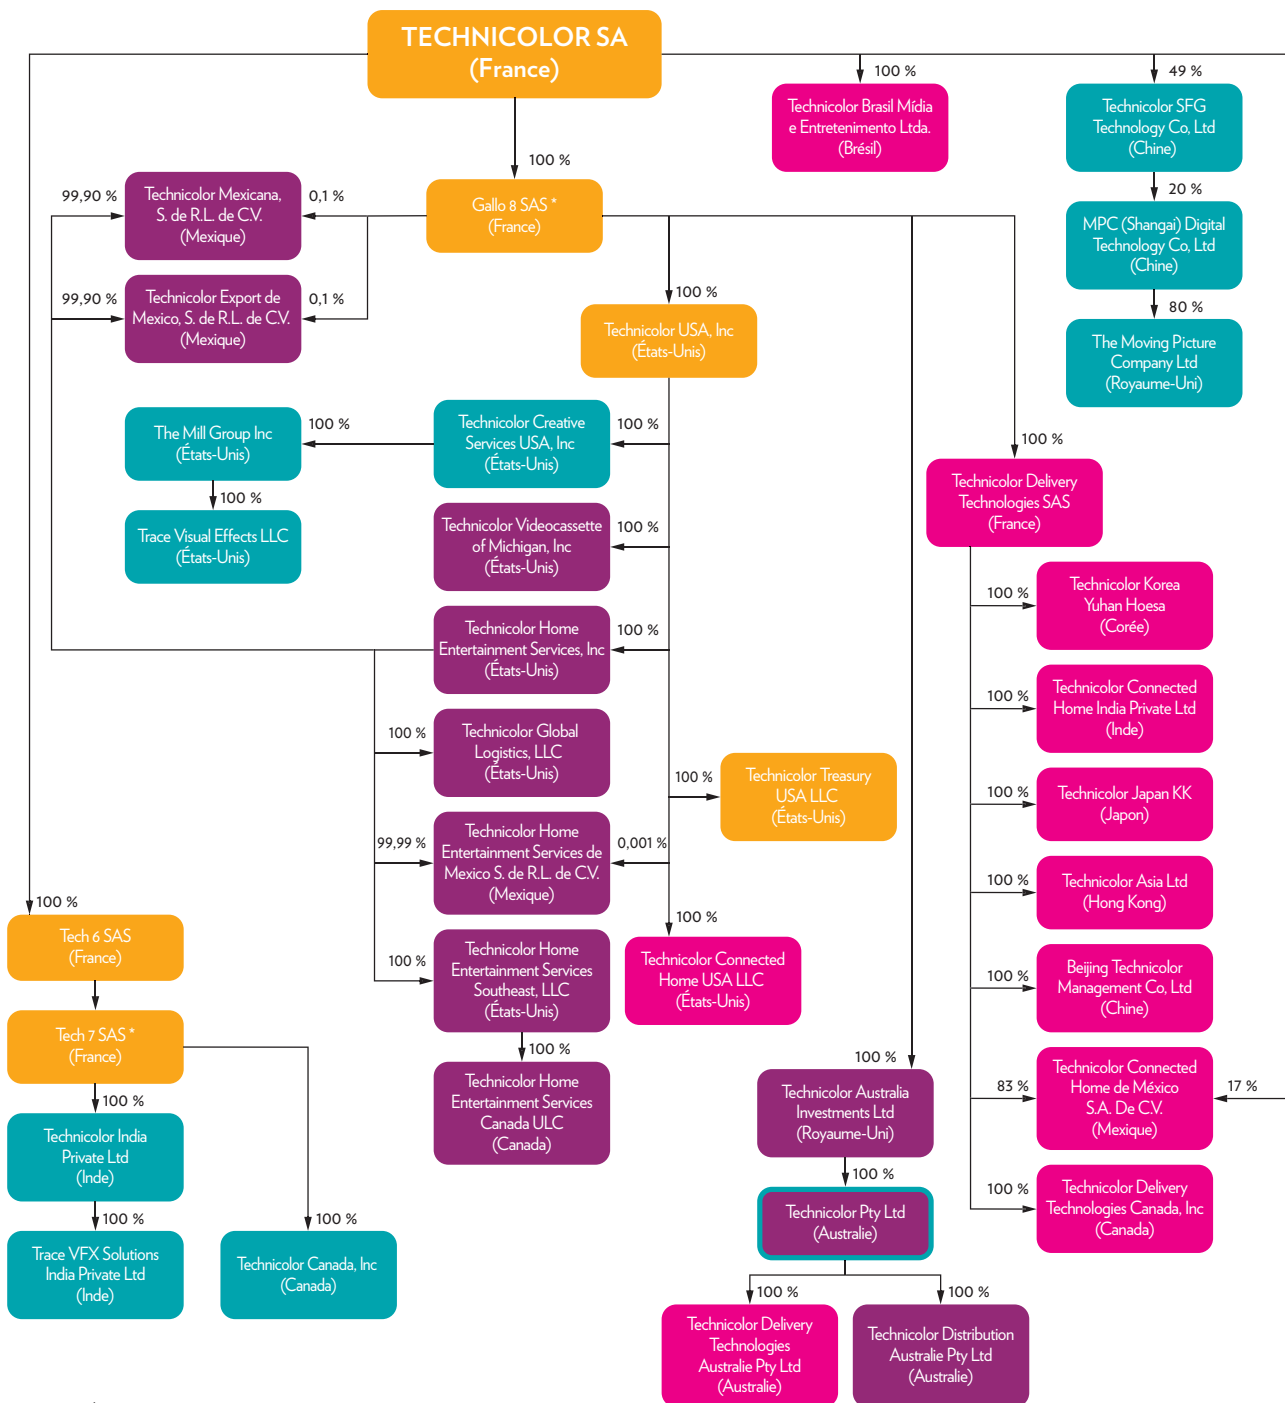 TECHNICOLOR SA
(France)
100 %
49 %
Technicolor Brasil Mídia
e Entretenimento Ltda.
(Brésil)
Technicolor SFG
Technology Co, Ltd
(Chine)
100 %
20 %
99,90 %
Technicolor Mexicana,
S. de R.L. de C.V.
(Mexique)
0,1 %
Gallo 8 SAS *
(France)
MPC (Shangai) Digital
Technology Co, Ltd
(Chine)
99,90 %
Technicolor Export de
Mexico, S. de R.L. de C.V.
(Mexique)
0,1 %
100 %
80 %
Technicolor USA, Inc
(États-Unis)
The Moving Picture
Company Ltd
(Royaume-Uni)
The Mill Group Inc
(États-Unis)
100 %
Technicolor Creative
Services USA, Inc
(États-Unis)
100 %
100 %
100 %
Technicolor Delivery
Technologies SAS
(France)
Trace Visual Effects LLC
(États-Unis)
Technicolor Videocassette
of Michigan, Inc
(États-Unis)
100 %
100 %
Technicolor Korea
Yuhan Hoesa
(Corée)
Technicolor Home
Entertainment Services, Inc
(États-Unis)
100 %
100 %
Technicolor Connected
Home India Private Ltd
(Inde)
100 %
Technicolor Global
Logistics, LLC
(États-Unis)
100 %
Technicolor Treasury
USA LLC
(États-Unis)
100 %
Technicolor Japan KK
(Japon)
99,99 %
Technicolor Home
Entertainment Services de
Mexico S. de R.L. de C.V.
(Mexique)
0,001 %
100 %
Technicolor Asia Ltd
(Hong Kong)
100 %
Tech 6 SAS
(France)
100 %
100 %
Technicolor Home
Entertainment Services
Southeast, LLC
(États-Unis)
Technicolor Connected
Home USA LLC
(États-Unis)
100 %
Beijing Technicolor
Management Co, Ltd
(Chine)
Tech 7 SAS *
(France)
100 %
100 %
Technicolor Home
Entertainment Services
Canada ULC
(Canada)
Technicolor Australia
Investments Ltd
(Royaume-Uni)
83 %
Technicolor Connected
Home de México
S.A. De C.V.
(Mexique)
17 %
100 %
Technicolor India
Private Ltd
(Inde)
100 %
100 %
Technicolor Delivery
Technologies Canada, Inc
(Canada)
100 %
100 %
Technicolor Pty Ltd
(Australie)
Trace VFX Solutions
India Private Ltd
(Inde)
Technicolor Canada, Inc
(Canada)
100 %
100 %
Technicolor Delivery
Technologies
Australie Pty Ltd
(Australie)
Technicolor Distribution
Australie Pty Ltd
(Australie)